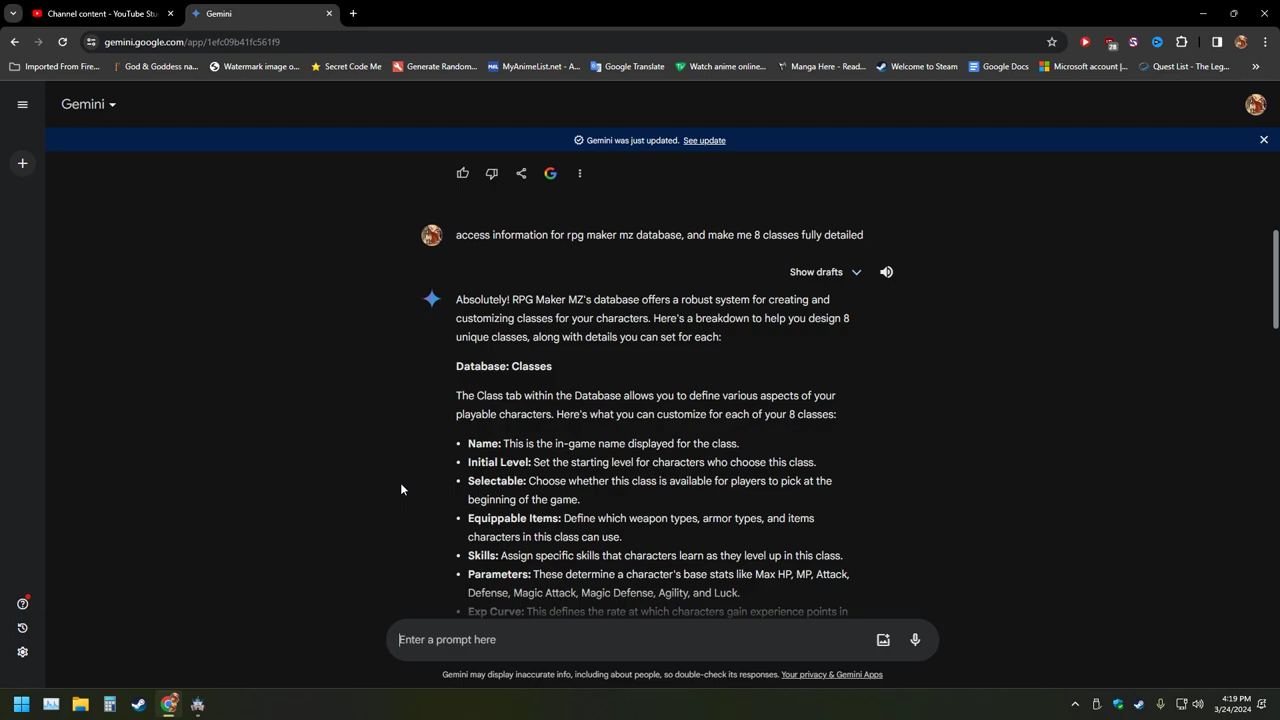 Channel content - YouTube Stu
Gemini
gemini.google.com/app/1efc09b41fc561f9
28
Imported From Fire...
God & Goddess na...
Watermark image o...
Secret Code Me
Generate Random...
MyAnimeList.net - A...
Google Translate
Watch anime online...
Manga Here - Read...
Welcome to Steam
Google Docs
Microsoft account |...
Quest List - The Leg...
Gemini
Gemini was just updated. See update
access information for rpg maker mz database, and make me 8 classes fully detailed
Show drafts
Absolutely! RPG Maker MZ's database offers a robust system for creating and
customizing classes for your characters. Here's a breakdown to help you design 8
unique classes, along with details you can set for each:
Database: Classes
The Class tab within the Database allows you to define various aspects of your
playable characters. Here's what you can customize for each of your 8 classes:
• Name: This is the in-game name displayed for the class.
• Initial Level: Set the starting level for characters who choose this class.
• Selectable: Choose whether this class is available for players to pick at the
beginning of the game.
• Equippable Items: Define which weapon types, armor types, and items
characters in this class can use.
• Skills: Assign specific skills that characters learn as they level up in this class.
• Parameters: These determine a character's base stats like Max HP, MP, Attack,
Defense, Magic Attack, Magic Defense, Agility, and Luck.
• Exp Curve: This defines the rate at which characters gain experience points in
Enter a prompt here
Gemini may display inaccurate info, including about people, so double-check its responses. Your privacy & Gemini Apps
4:19 PM
3/24/2024